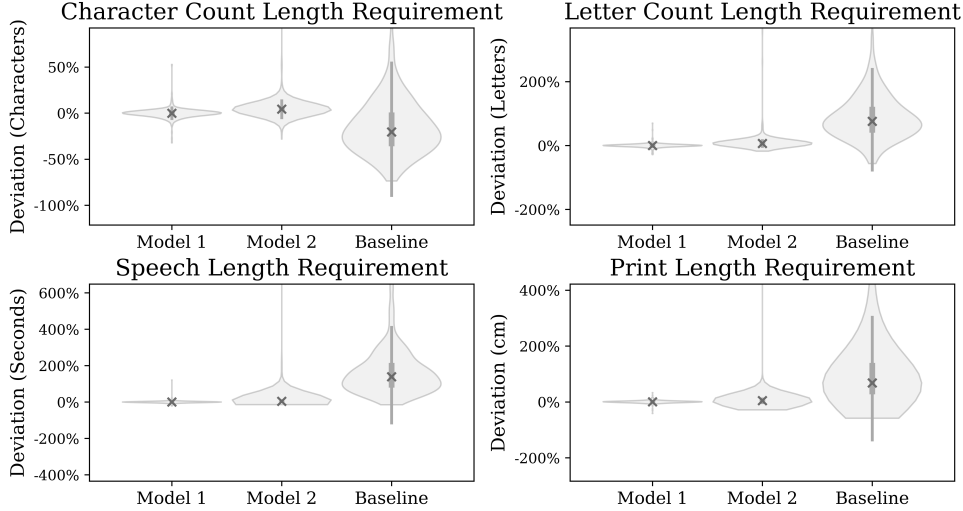 Character Count Length Requirement
Deviation (Characters)
50%
0%
-50%
-100%
Model 1 Model 2 Baseline
Letter Count Length Requirement
Deviation (Letters)
200%
0%
-200%
Model 1 Model 2 Baseline
Speech Length Requirement
Deviation (Seconds)
600%
400%
200%
0%
-200%
-400%
Model 1 Model 2 Baseline
Print Length Requirement
Deviation (cm)
400%
200%
0%
-200%
Model 1 Model 2 Baseline